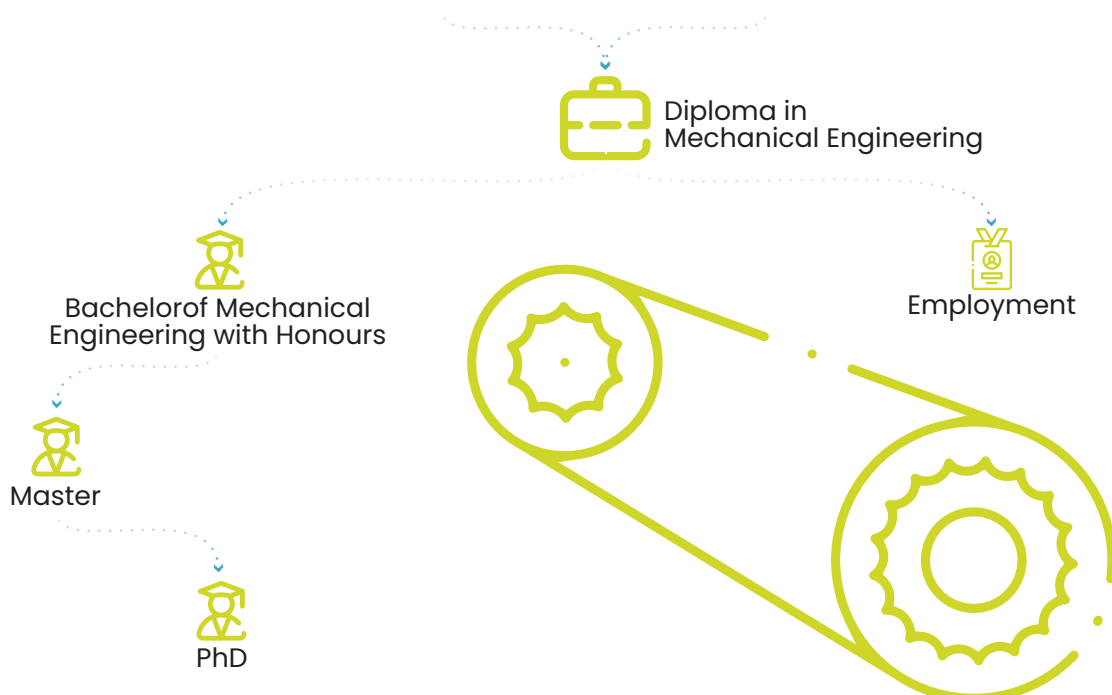 Diploma in
Mechanical Engineering
Bachelorof Mechanical
Engineering with Honours
Employment
Master
PhD